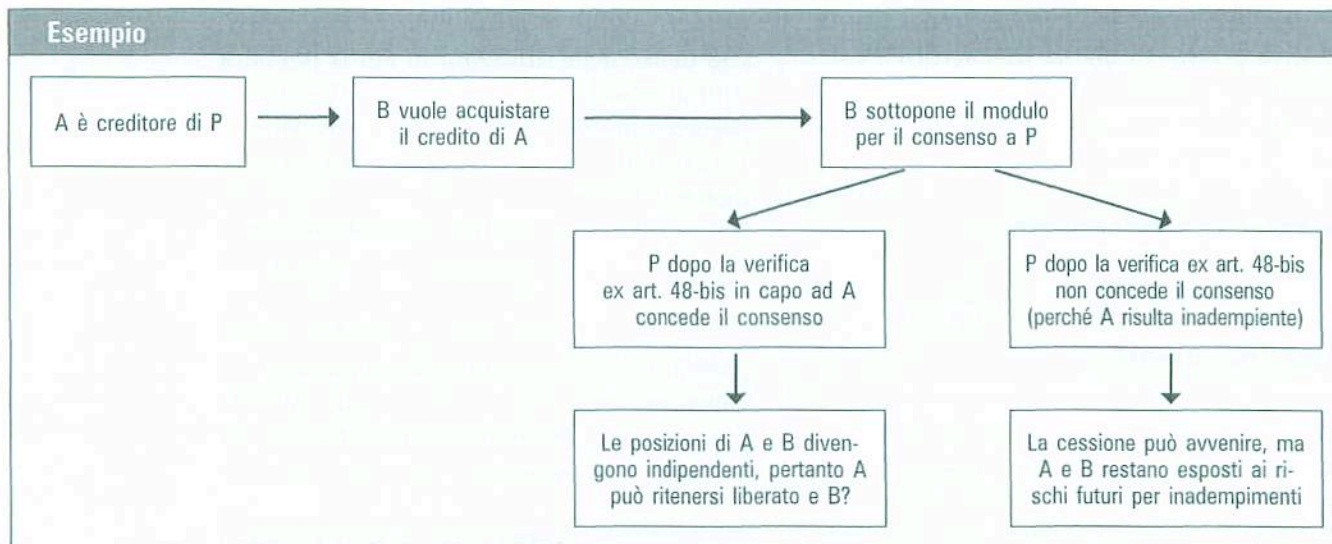 Esempio
A è creditore di P
B vuole acquistare
il credito di A
B sottopone il modulo
per il consenso a P
P dopo la verifica
ex art. 48-bis in capo ad A
concede il consenso
P dopo la verifica ex art. 48-bis
non concede il consenso
(perché A risulta inadempiente)
Le posizioni di A e B diven-
gono indipendenti, pertanto A
può ritenersi liberato e B?
La cessione può avvenire, ma
A e B restano esposti ai ri-
schi futuri per inadempimenti